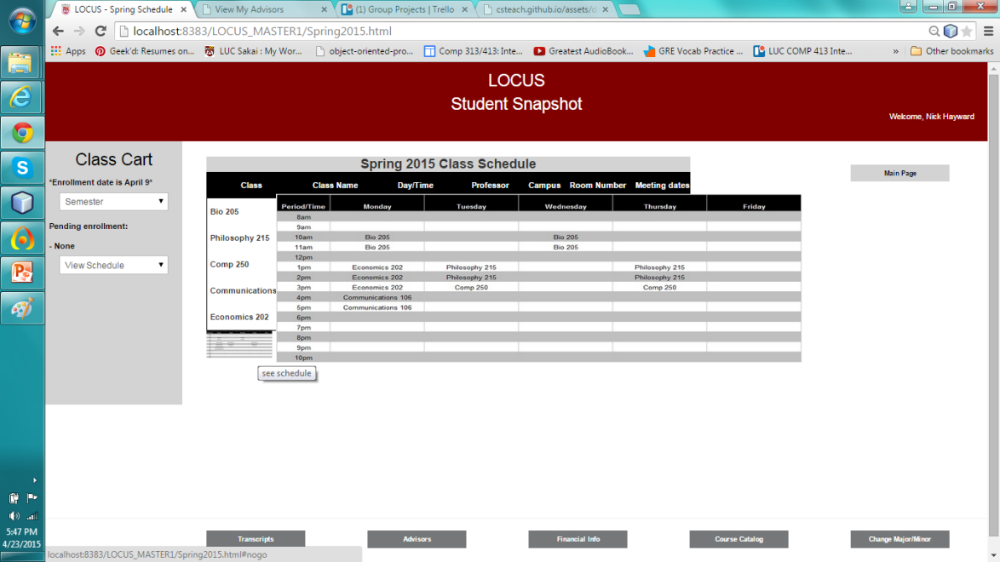 LOCUS - Spring Schedule
View My Advisors
(1) Group Projects | Trello
csteach.github.io/assets/
localhost:8383/LOCUS_MASTER1/Spring2015.html
Apps Geek'd: Resumes on... LUC Sakai : My Wor... object-oriented-pro... Comp 313/413: Inte... Greatest AudioBook... GRE Vocab Practice ... LUC COMP 413 Inte... » Other bookmarks
LOCUS
Student Snapshot
Welcome, Nick Hayward
Class Cart
*Enrollment date is April 9*
Semester
Pending enrollment:
- None
View Schedule
Spring 2015 Class Schedule
Class Class Name Day/Time Professor Campus Room Number Meeting dates
Bio 205
Philosophy 215
Comp 250
Communications
Economics 202
Period/Time Monday Tuesday Wednesday Thursday Friday
8am
9am
10am Bio 205 Bio 205
11am Bio 205 Bio 205
12pm
1pm Economics 202 Philosophy 215 Philosophy 215
2pm Economics 202 Philosophy 215 Philosophy 215
3pm Economics 202 Comp 250 Comp 250
4pm Communications 106
5pm Communications 106
6pm
7pm
8pm
9pm
10pm
see schedule
Main Page
Transcripts Advisors Financial Info Course Catalog Change Major/Minor
localhost:8383/LOCUS_MASTER1/Spring2015.html#nogo
5:47 PM
4/23/2015